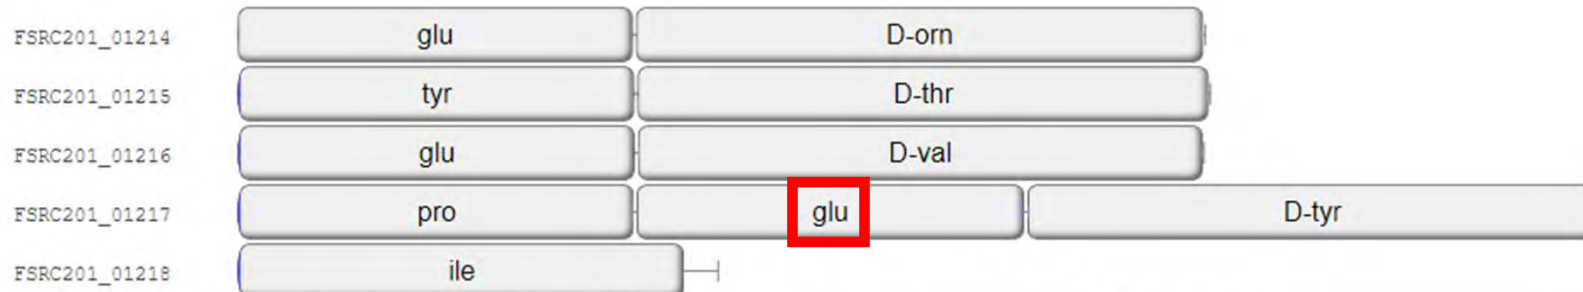 FSRC201_01214 glu D-orn
FSRC201_01215 tyr D-thr
FSRC201_01216 glu D-val
FSRC201_01217 pro glu D-tyr
FSRC201_01218 ile